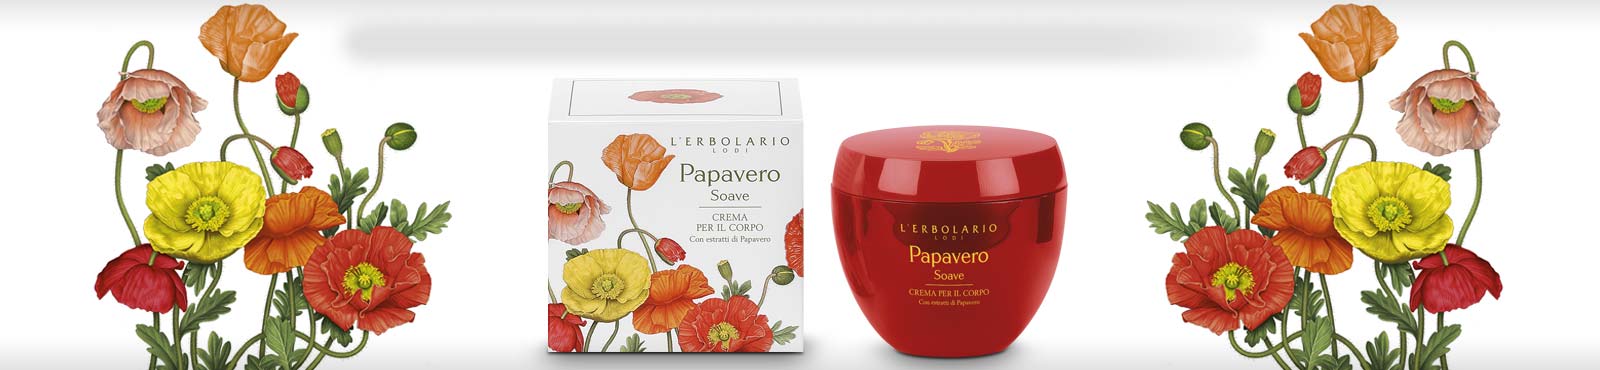 L'ERBOLARIO
LODI
Papavero
Soave
CREMA
PER IL CORPO
Con estratti di Papavero
L'ERBOLARIO
LODI
Papavero
Soave
CREMA PER IL CORPO
Con estratti di Papavero